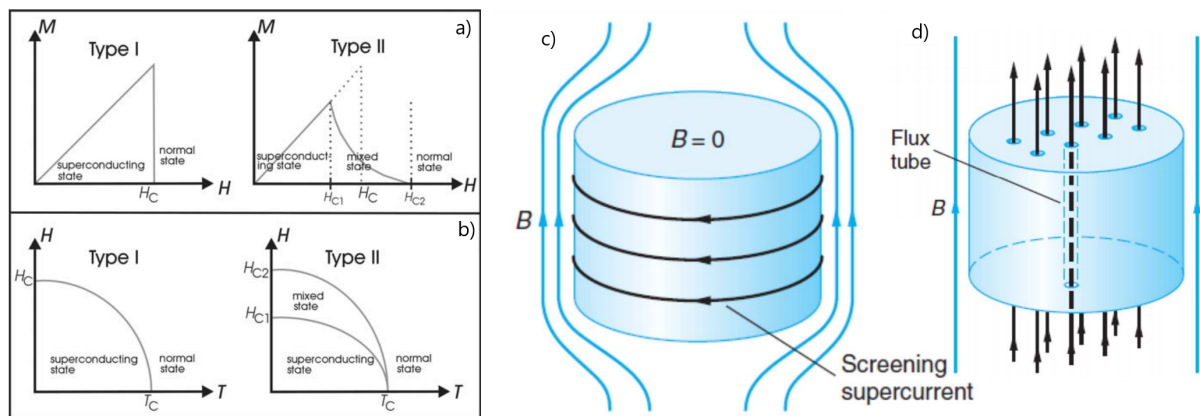 a)
M
Type I
superconducting
state
normal
state
H_C
H
M
Type II
superconduct
ing state
mixed
state
normal
state
H_C1
H_C
H_C2
H
b)
H
Type I
H_C
superconducting
state
normal
state
T_C
T
H
Type II
H_C2
mixed
state
H_C1
superconducting
state
normal
state
T_C
T
c)
B = 0
B
Screening
supercurrent
d)
Flux
tube
B